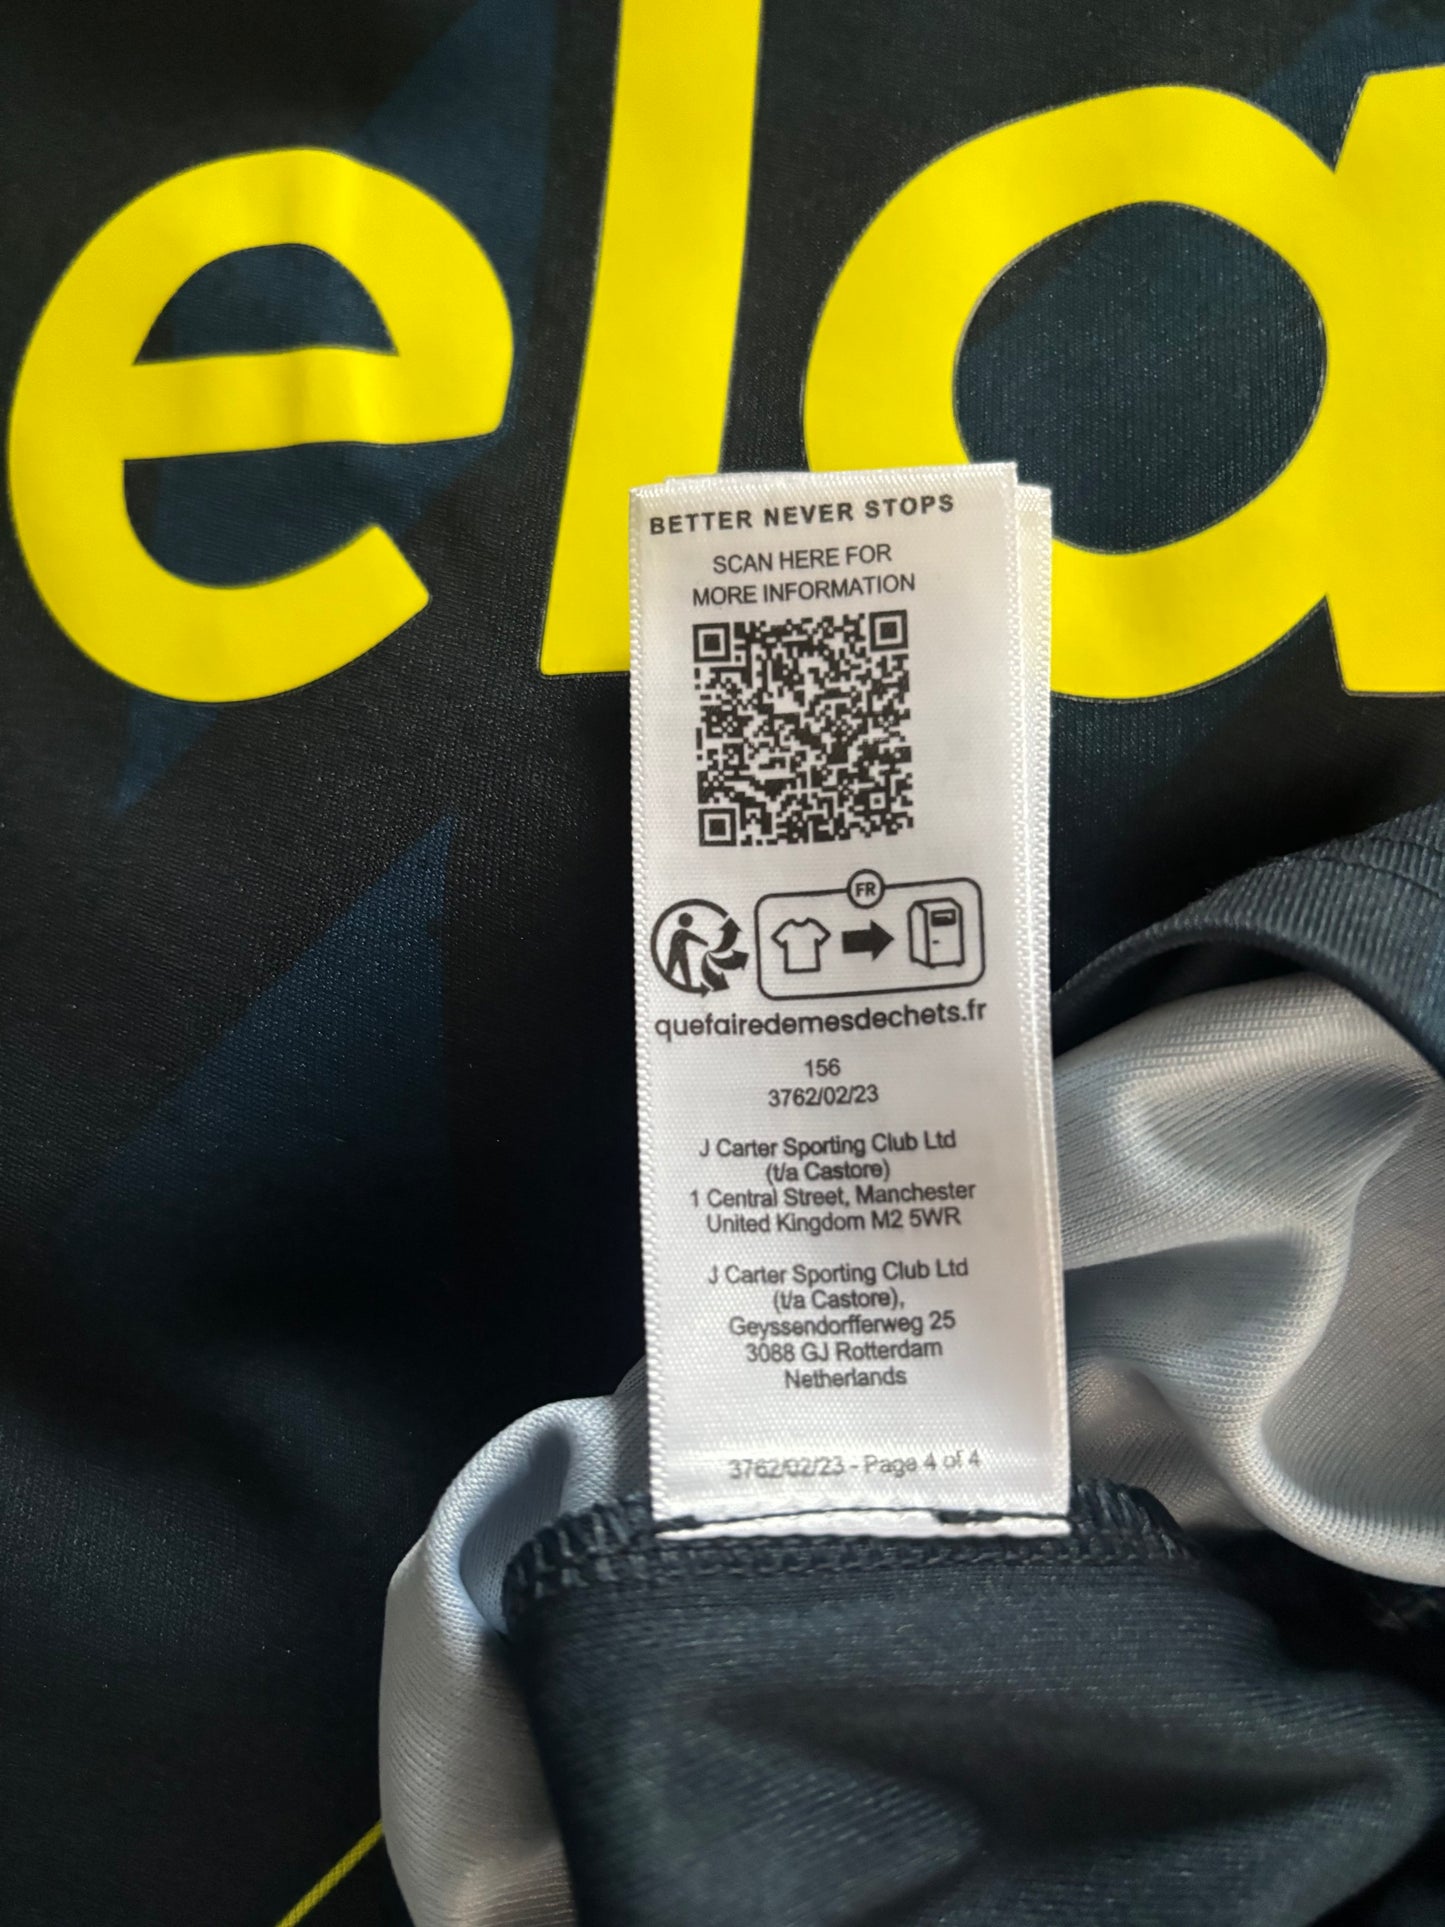 ela
BETTER NEVER STOPS
SCAN HERE FOR
MORE INFORMATION
FR
quefairedemesdechets.fr
156
3762/02/23
J Carter Sporting Club Ltd
(t/a Castore)
1 Central Street, Manchester
United Kingdom M2 5WR
J Carter Sporting Club Ltd
(t/a Castore),
Geyssendorfferweg 25
3088 GJ Rotterdam
Netherlands
3762/02/23 - Page 4 of 4